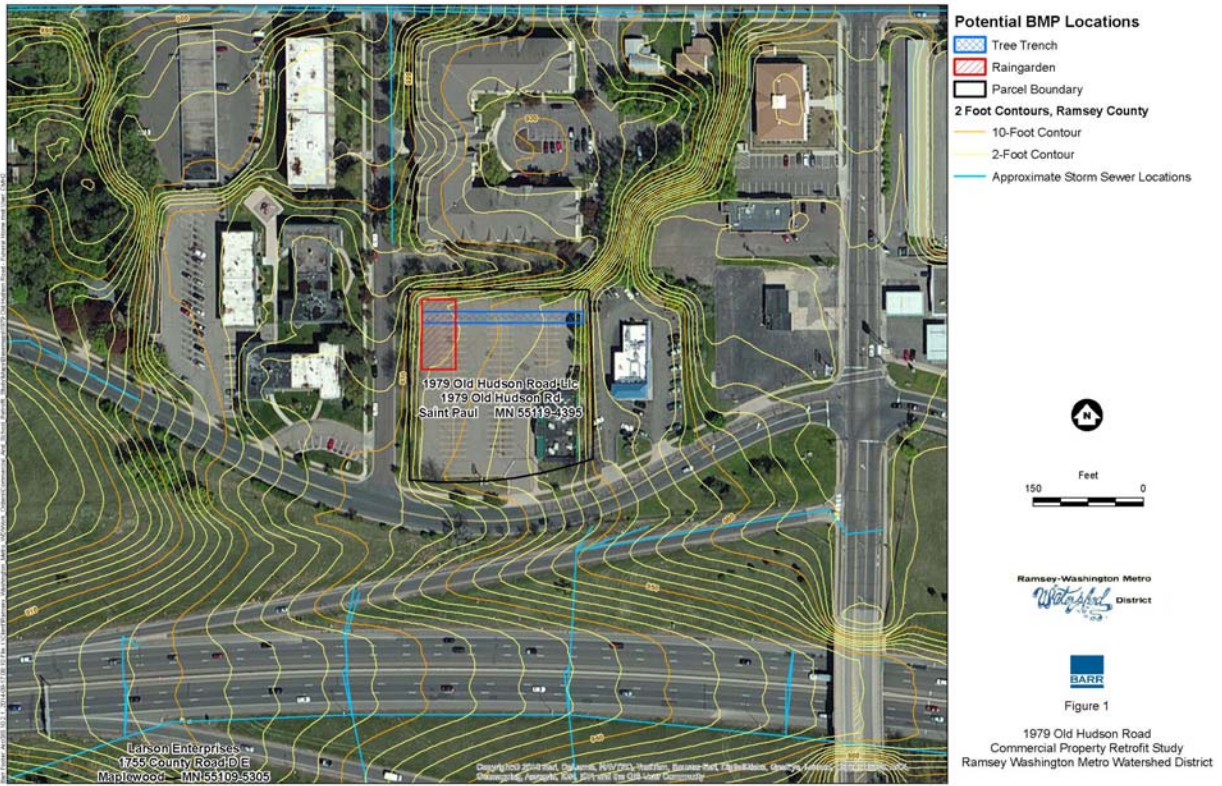 Potential BMP Locations
Tree Trench
Raingarden
Parcel Boundary
2 Foot Contours, Ramsey County
10-Foot Contour
2-Foot Contour
Approximate Storm Sewer Locations
1979 Old Hudson Road Llc
1979 Old Hudson Rd
Saint Paul MN 55119-4395
N
Feet
150 0
Ramsey-Washington Metro
Watershed District
BARR
Figure 1
1979 Old Hudson Road
Commercial Property Retrofit Study
Ramsey Washington Metro Watershed District
Larson Enterprises
1755 County Road D E
Maplewood MN 55109-5305